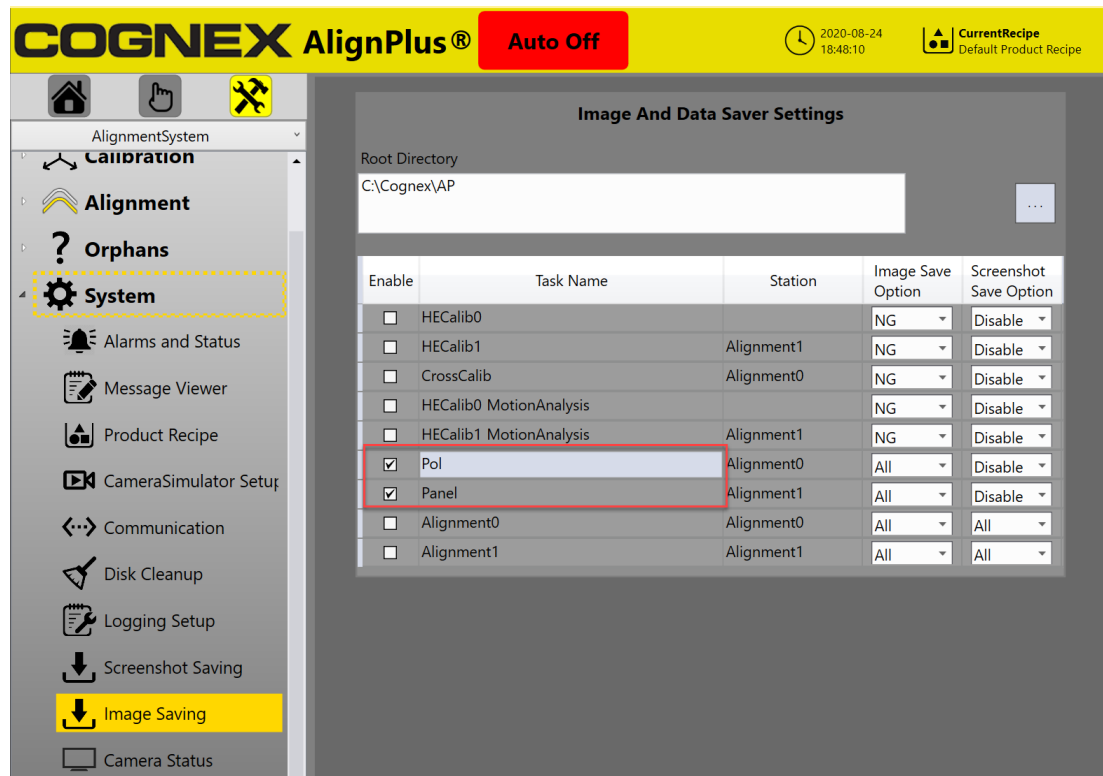 COGNEX AlignPlus® Auto Off
2020-08-24
18:48:10
CurrentRecipe
Default Product Recipe
AlignmentSystem
Calibration
Alignment
Orphans
System
Alarms and Status
Message Viewer
Product Recipe
CameraSimulator Setup
Communication
Disk Cleanup
Logging Setup
Screenshot Saving
Image Saving
Camera Status
Image And Data Saver Settings
Root Directory
C:\Cognex\AP
...
Enable Task Name Station Image Save Option Screenshot Save Option
HECalib0 NG Disable
HECalib1 Alignment1 NG Disable
CrossCalib Alignment0 NG Disable
HECalib0 MotionAnalysis NG Disable
HECalib1 MotionAnalysis Alignment1 NG Disable
Pol Alignment0 All Disable
Panel Alignment1 All Disable
Alignment0 Alignment0 All All
Alignment1 Alignment1 All All